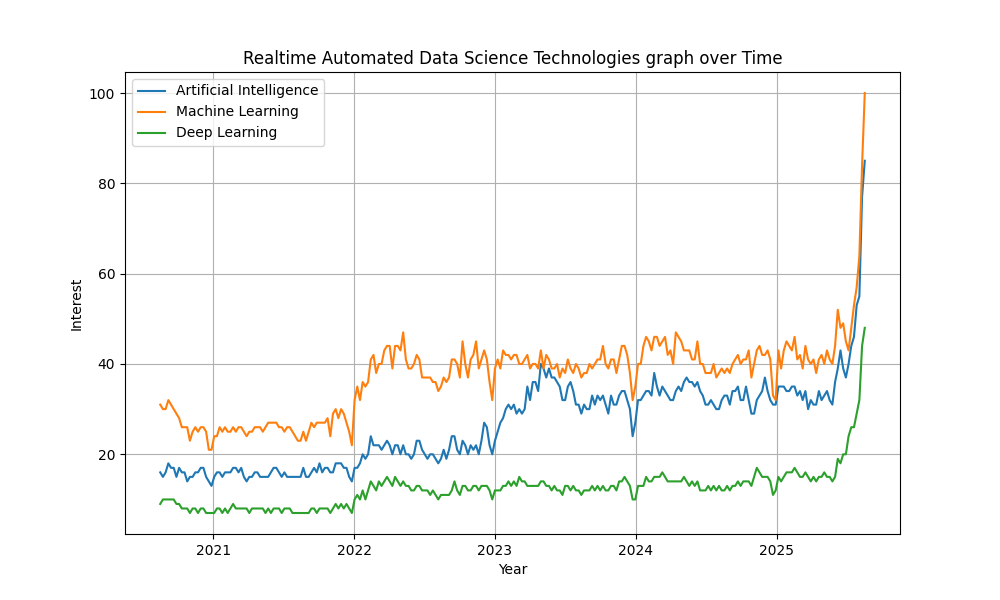 Realtime Automated Data Science Technologies graph over Time
Artificial Intelligence
Machine Learning
Deep Learning
100
80
60
40
20
Interest
2021 2022 2023 2024 2025
Year